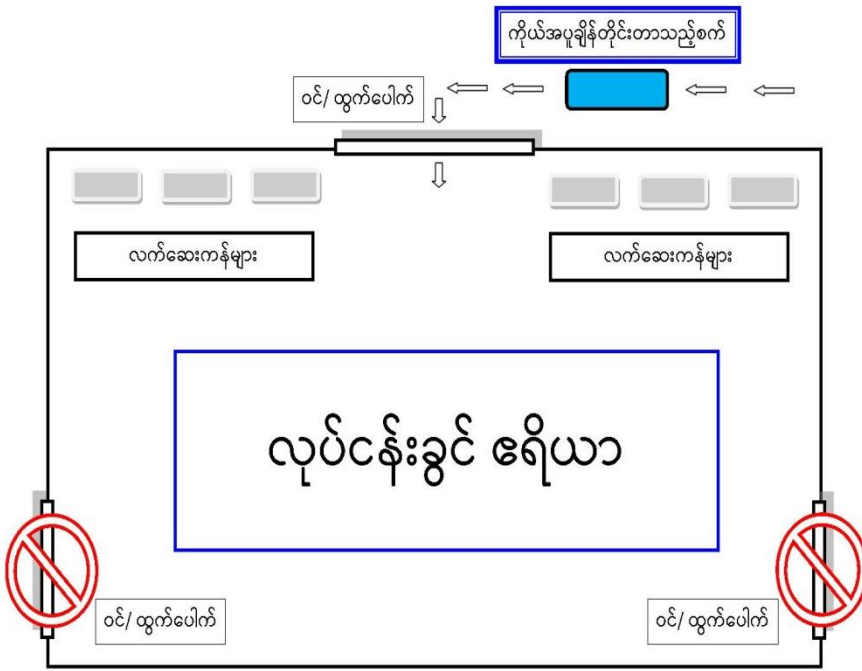 ကိုယ်အပူချိန်တိုင်းတာသည့်စက်
ဝင်/ ထွက်ပေါက်
လက်ဆေးကန်များ
လက်ဆေးကန်များ
လုပ်ငန်းခွင် ဧရိယာ
ဝင်/ ထွက်ပေါက်
ဝင်/ ထွက်ပေါက်